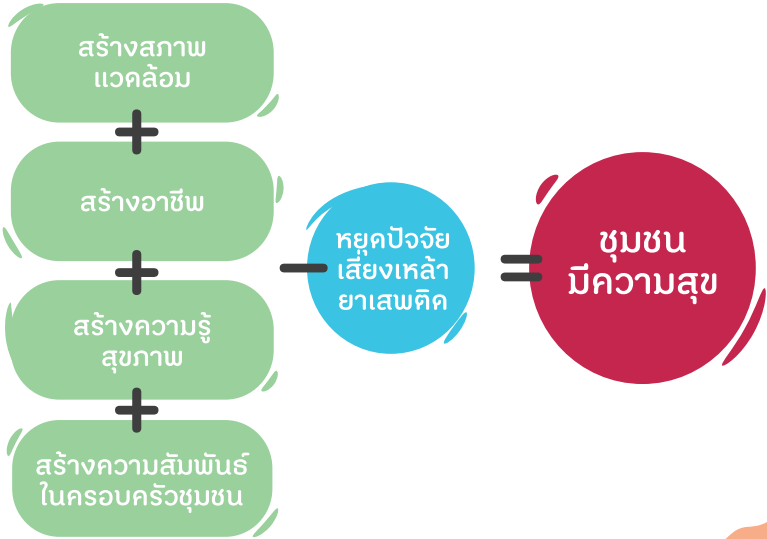 สร้างสภาพ
แวดล้อม
+
สร้างอาชีพ
+
สร้างความรู้
สุขภาพ
+
สร้างความสัมพันธ์
ในครอบครัวชุมชน
-
หยุดปัจจัย
เสี่ยงเหล้า
ยาเสพติด
=
ชุมชน
มีความสุข